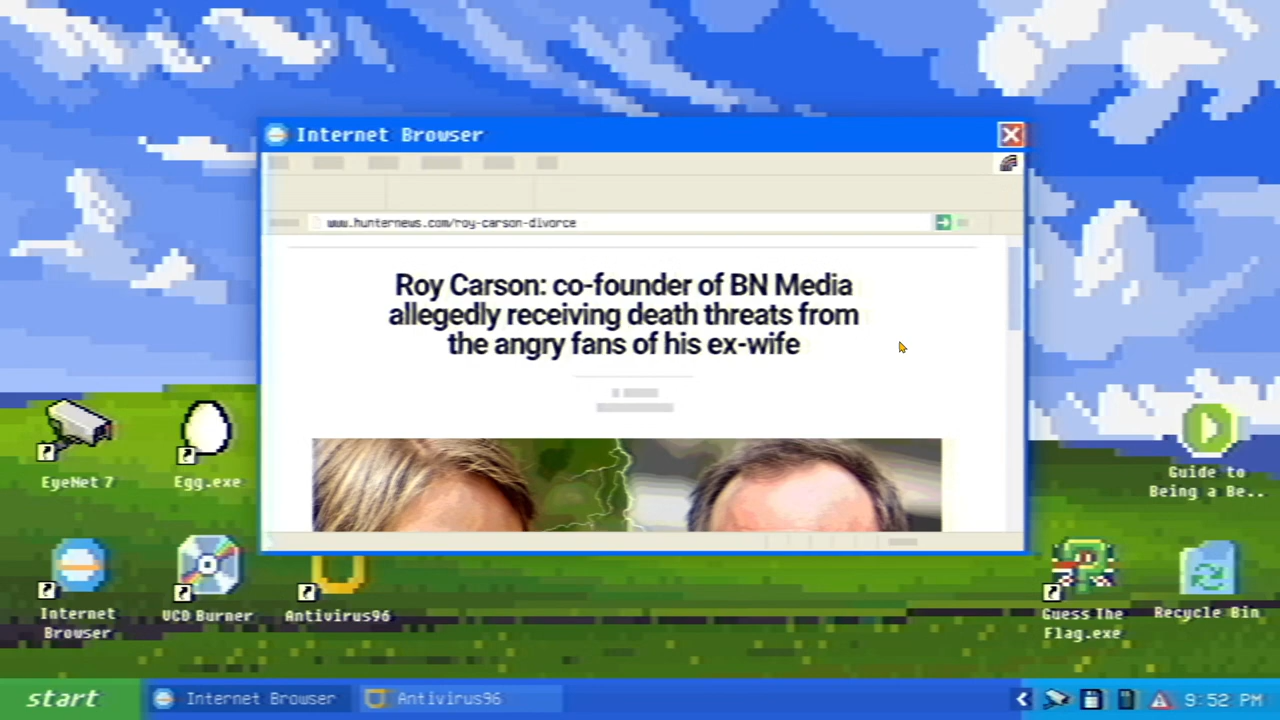 Internet Browser
www.hunternews.com/roy-carson-divorce
Roy Carson: co-founder of BN Media
allegedly receiving death threats from
the angry fans of his ex-wife
EyeNet 7
Egg.exe
Guide to
Being a Be..
Internet
Browser
VCD Burner
Antivirus96
Guess The
Flag.exe
Recycle Bin
start
Internet Browser
Antivirus96
9:52 PM